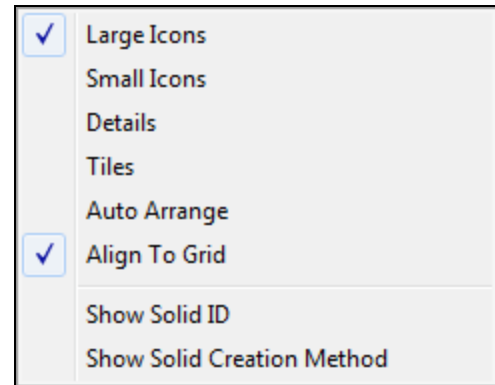 Large Icons
Small Icons
Details
Tiles
Auto Arrange
Align To Grid
Show Solid ID
Show Solid Creation Method